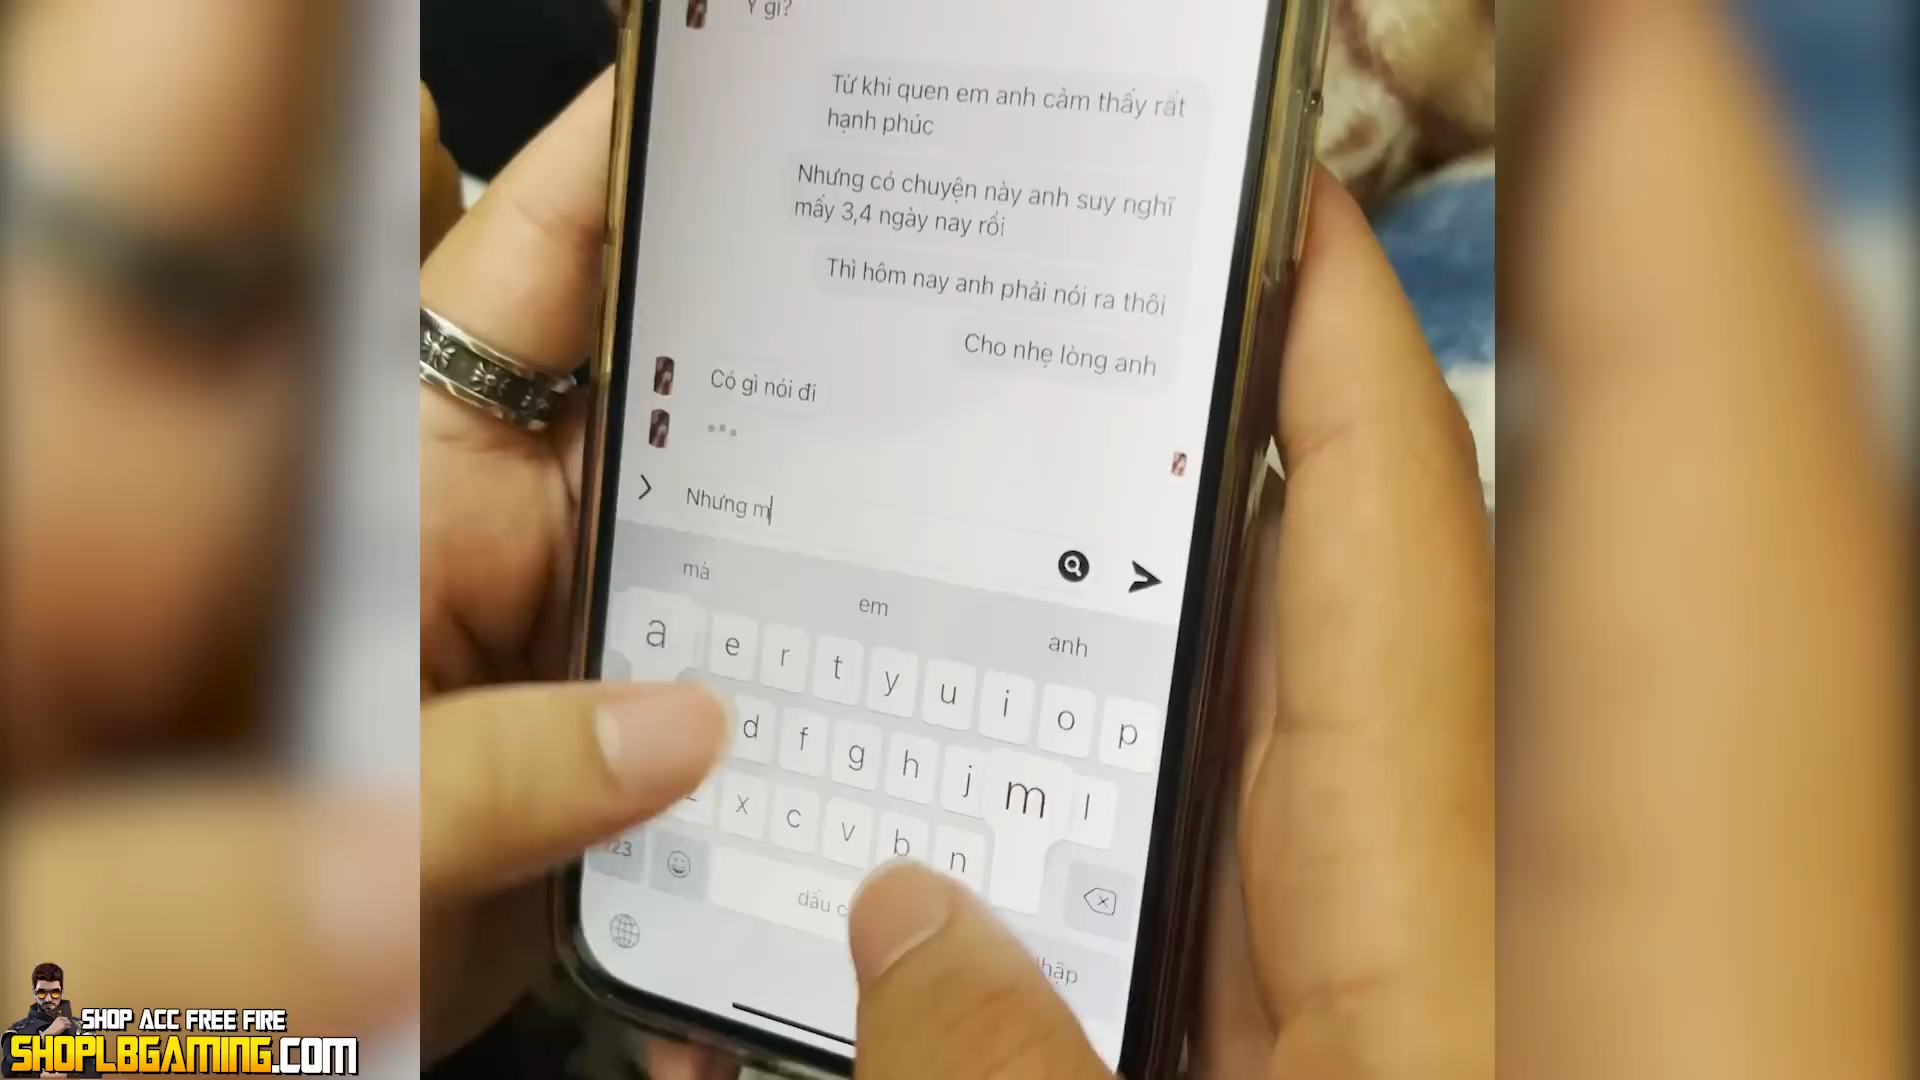 Ý gì?
Từ khi quen em anh cảm thấy rất
hạnh phúc
Nhưng có chuyện này anh suy nghĩ
mấy 3,4 ngày nay rồi
Thì hôm nay anh phải nói ra thôi
Cho nhẹ lòng anh
Có gì nói đi
Nhưng m
mà em anh
a e r t y u i o p
d f g h j m l
x c v b n
dấu c
SHOP ACC FREE FIRE
SHOPLBGAMING.COM